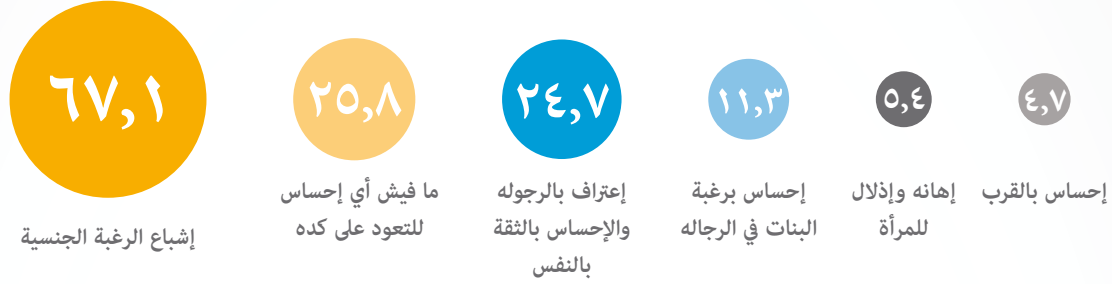 ٦٧,١
إشباع الرغبة الجنسية
٢٥,٨
ما فيش أي إحساس
للتعود على كده
٢٤,٧
إعتراف بالرجوله
والإحساس بالثقة
بالنفس
١١,٣
إحساس برغبة
البنات في الرجاله
٥,٤
إهانه وإذلال
للمرأة
٤,٧
إحساس بالقرب